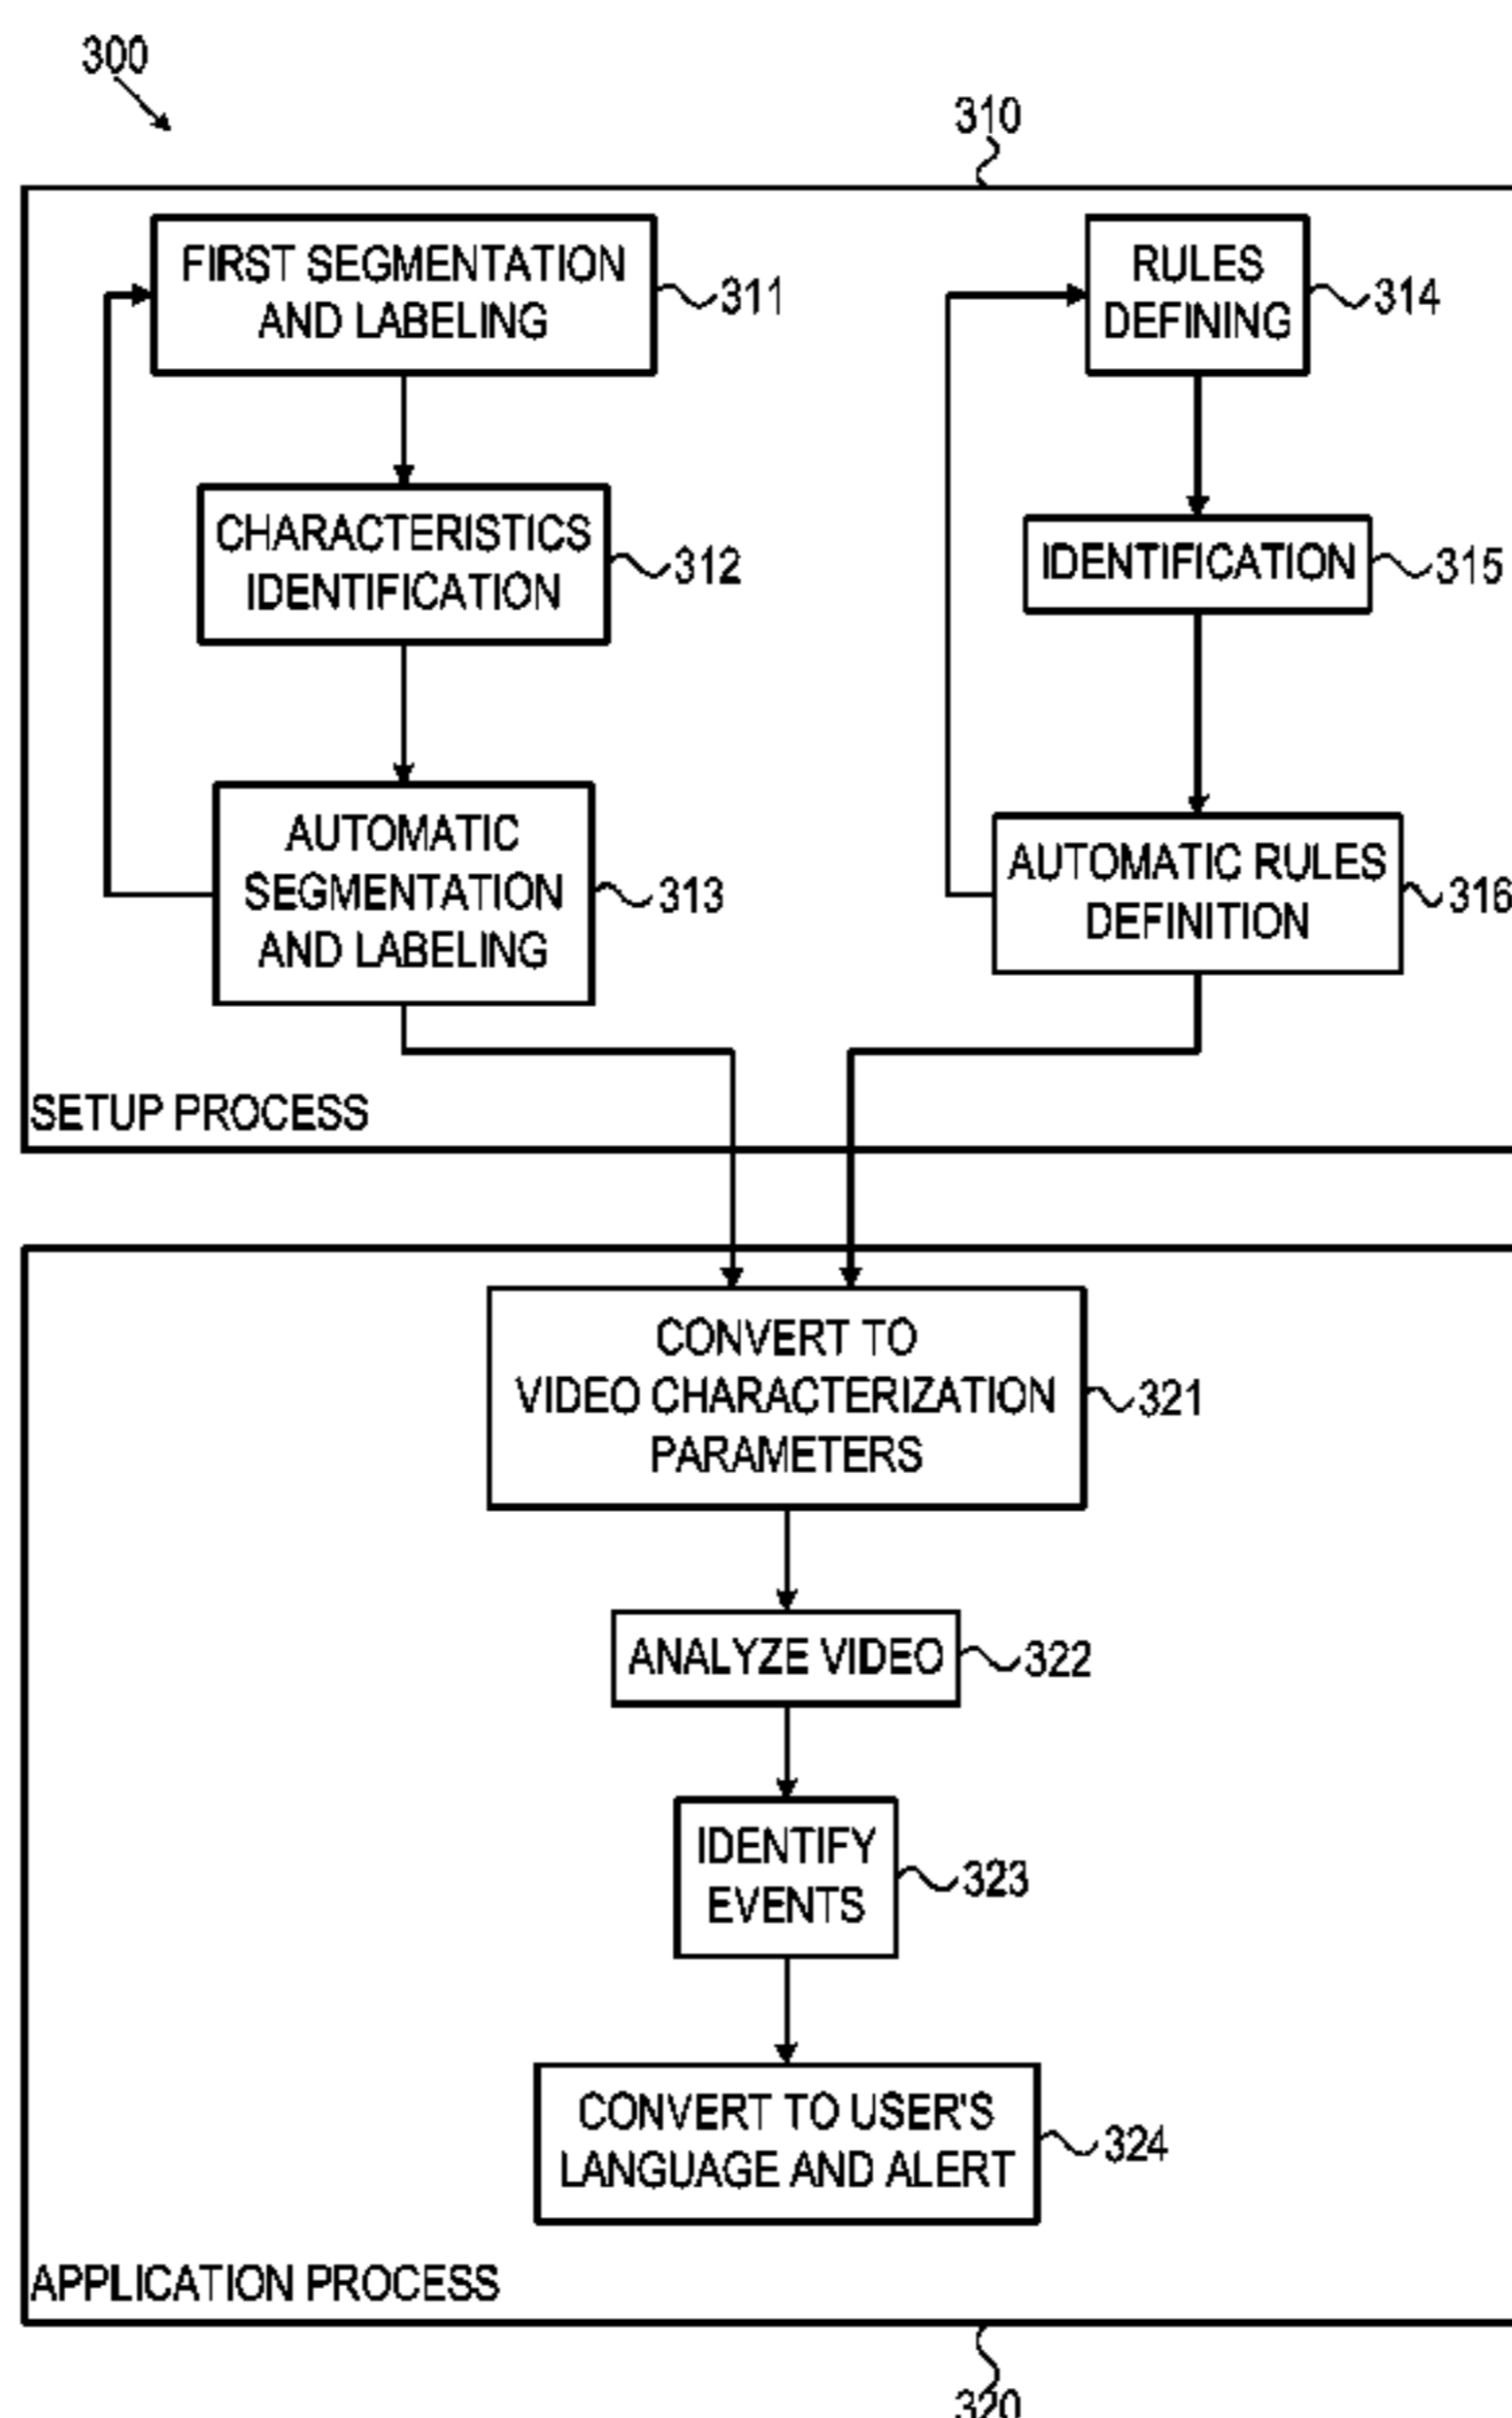 300
310
FIRST SEGMENTATION
AND LABELING
311
RULES
DEFINING
314
CHARACTERISTICS
IDENTIFICATION
312
IDENTIFICATION
315
AUTOMATIC
SEGMENTATION
AND LABELING
313
AUTOMATIC RULES
DEFINITION
316
SETUP PROCESS
CONVERT TO
VIDEO CHARACTERIZATION
PARAMETERS
321
ANALYZE VIDEO
322
IDENTIFY
EVENTS
323
CONVERT TO USER'S
LANGUAGE AND ALERT
324
APPLICATION PROCESS
320